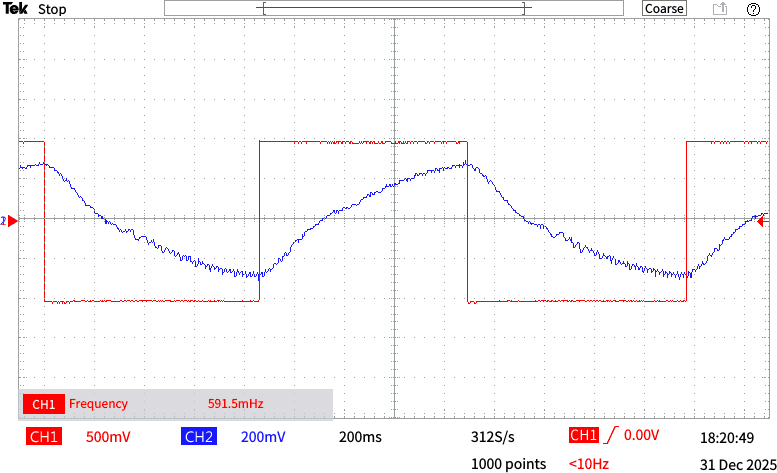 Tek Stop
Coarse
?
2
CH1 Frequency 591.5mHz
CH1 500mV CH2 200mV 200ms 312S/s CH1 0.00V 18:20:49
1000 points <10Hz 31 Dec 2025